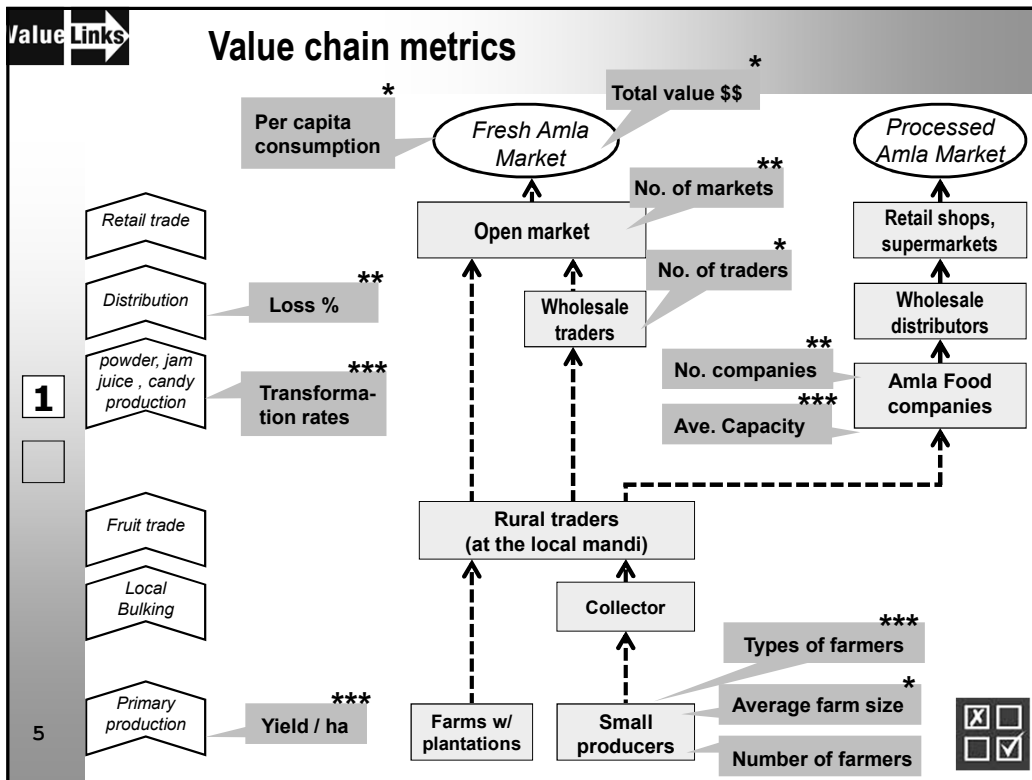 Value Links
Value chain metrics
*
Per capita
consumption
Fresh Amla
Market
*
Total value $$
Processed
Amla Market
**
No. of markets
Retail trade
Open market
Retail shops,
supermarkets
*
No. of traders
Distribution
**
Loss %
Wholesale
traders
Wholesale
distributors
powder, jam
juice , candy
production
***
Transforma-
tion rates
**
No. companies
***
Ave. Capacity
Amla Food
companies
1
Fruit trade
Rural traders
(at the local mandi)
Local
Bulking
Collector
***
Types of farmers
*
Average farm size
Number of farmers
Primary
production
***
Yield / ha
Farms w/
plantations
Small
producers
5